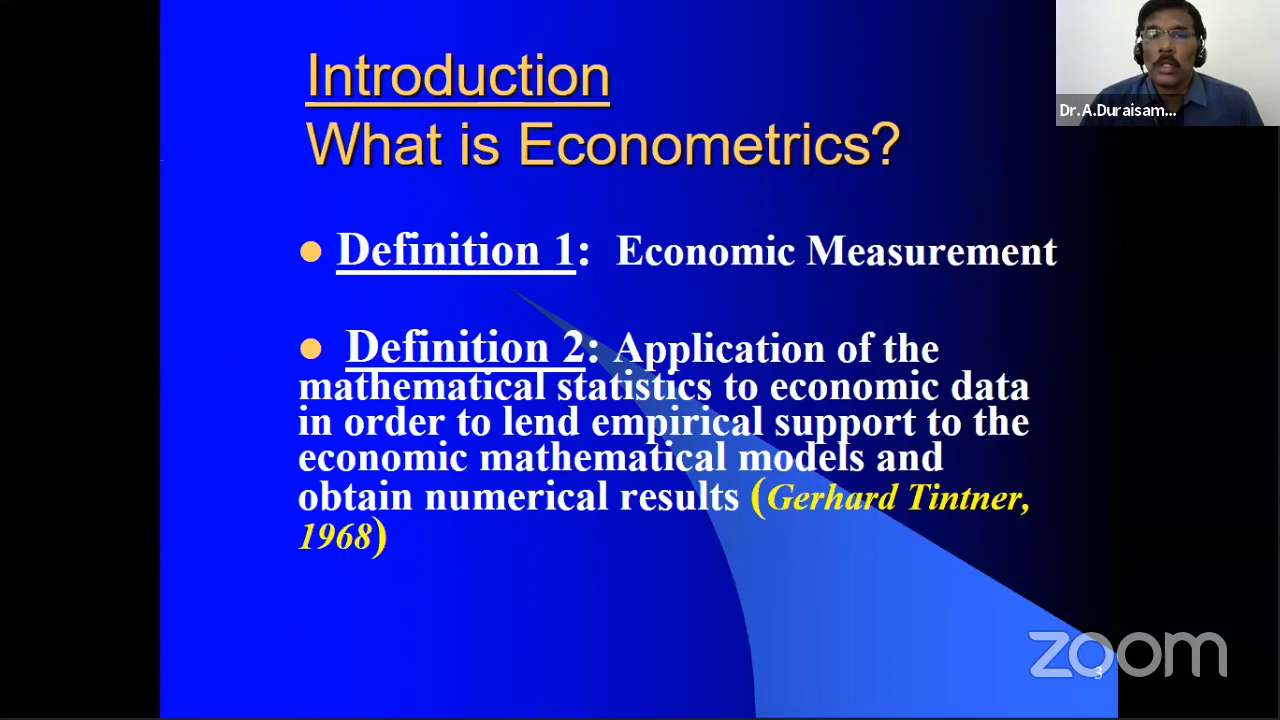 Introduction
What is Econometrics?
Dr.A.Duraisam...
Definition 1: Economic Measurement
Definition 2: Application of the
mathematical statistics to economic data
in order to lend empirical support to the
economic mathematical models and
obtain numerical results (Gerhard Tintner,
1968)
zoom
3